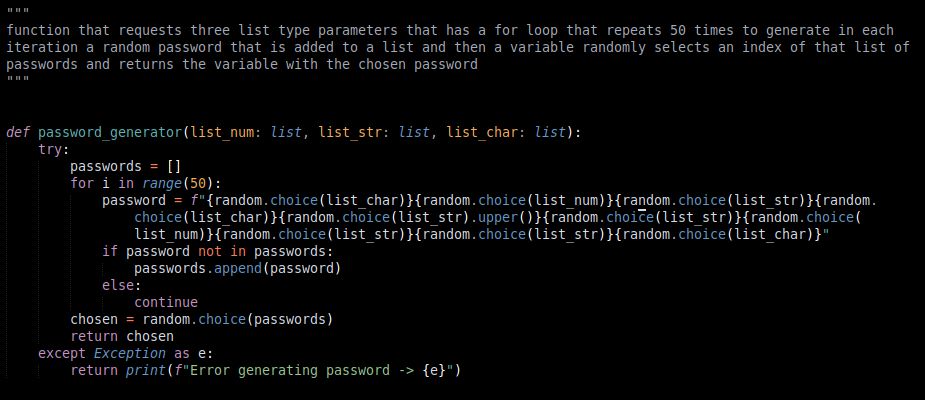 """
function that requests three list type parameters that has a for loop that repeats 50 times to generate in each
iteration a random password that is added to a list and then a variable randomly selects an index of that list of
passwords and returns the variable with the chosen password
"""
def password_generator(list_num: list, list_str: list, list_char: list):
    try:
        passwords = []
        for i in range(50):
            password = f"{random.choice(list_char)}{random.choice(list_num)}{random.choice(list_str)}{random.
                choice(list_char)}{random.choice(list_str).upper()}{random.choice(list_str)}{random.choice(
                list_num)}{random.choice(list_str)}{random.choice(list_str)}{random.choice(list_char)}"
            if password not in passwords:
                passwords.append(password)
            else:
                continue
        chosen = random.choice(passwords)
        return chosen
    except Exception as e:
        return print(f"Error generating password -> {e}")